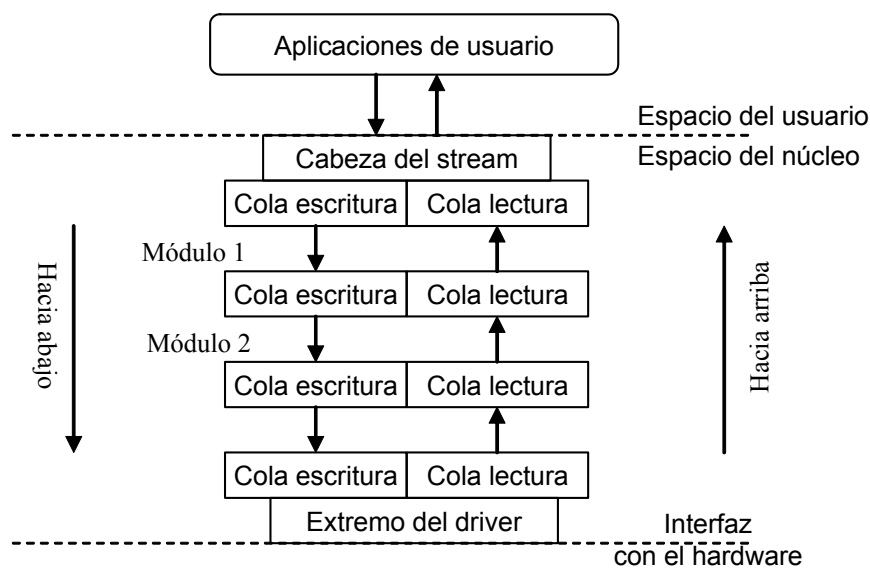 Aplicaciones de usuario
Espacio del usuario
Cabeza del stream
Espacio del núcleo
Cola escritura Cola lectura
Módulo 1
Cola escritura Cola lectura
Módulo 2
Cola escritura Cola lectura
Cola escritura Cola lectura
Extremo del driver
Interfaz
con el hardware
Hacia abajo
Hacia arriba